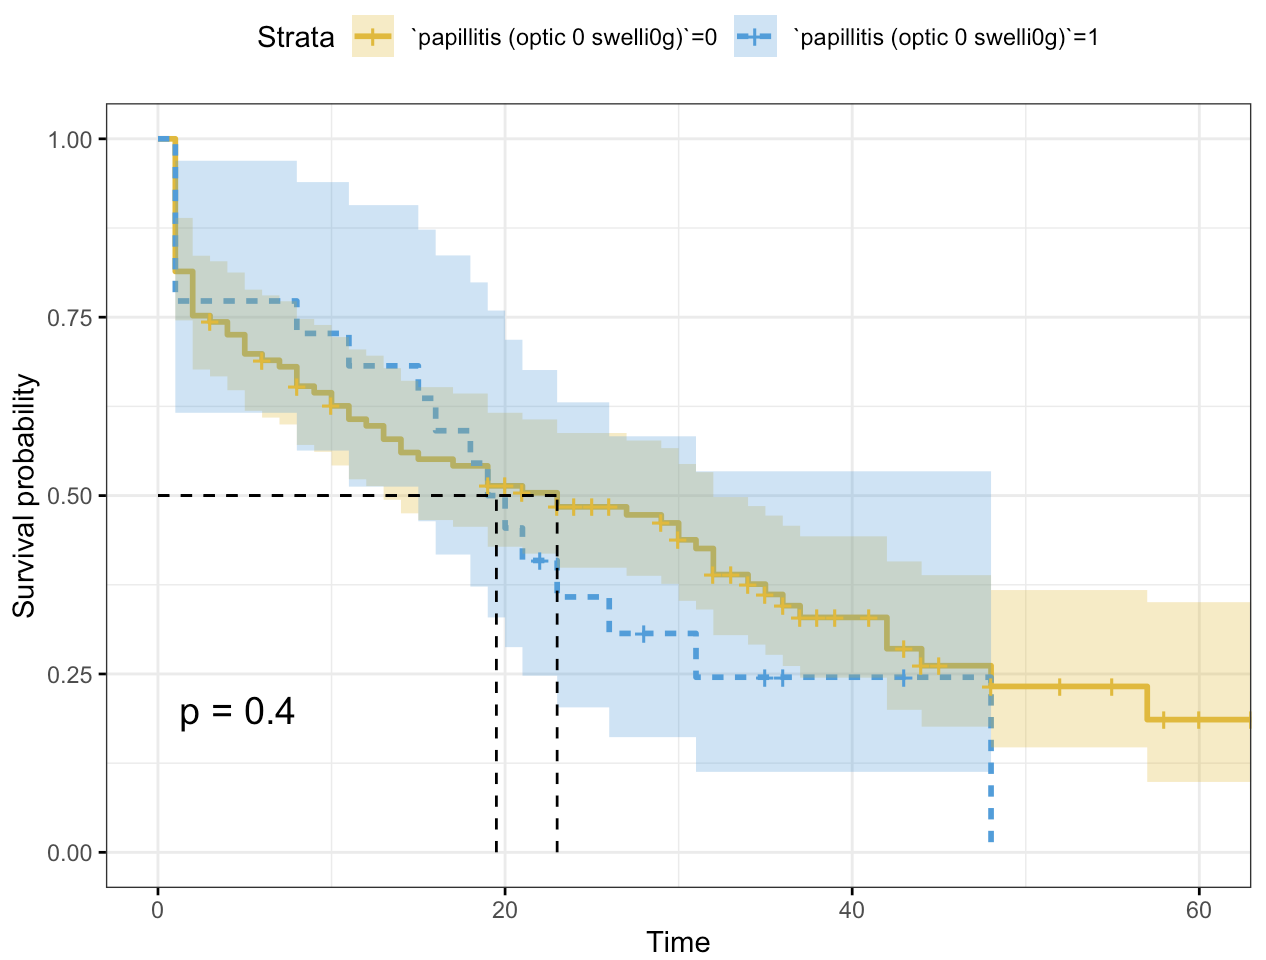 Strata `papillitis (optic 0 swelli0g)`=0 `papillitis (optic 0 swelli0g)`=1
1.00
0.75
0.50
0.25
0.00
Survival probability
p = 0.4
0 20 40 60
Time